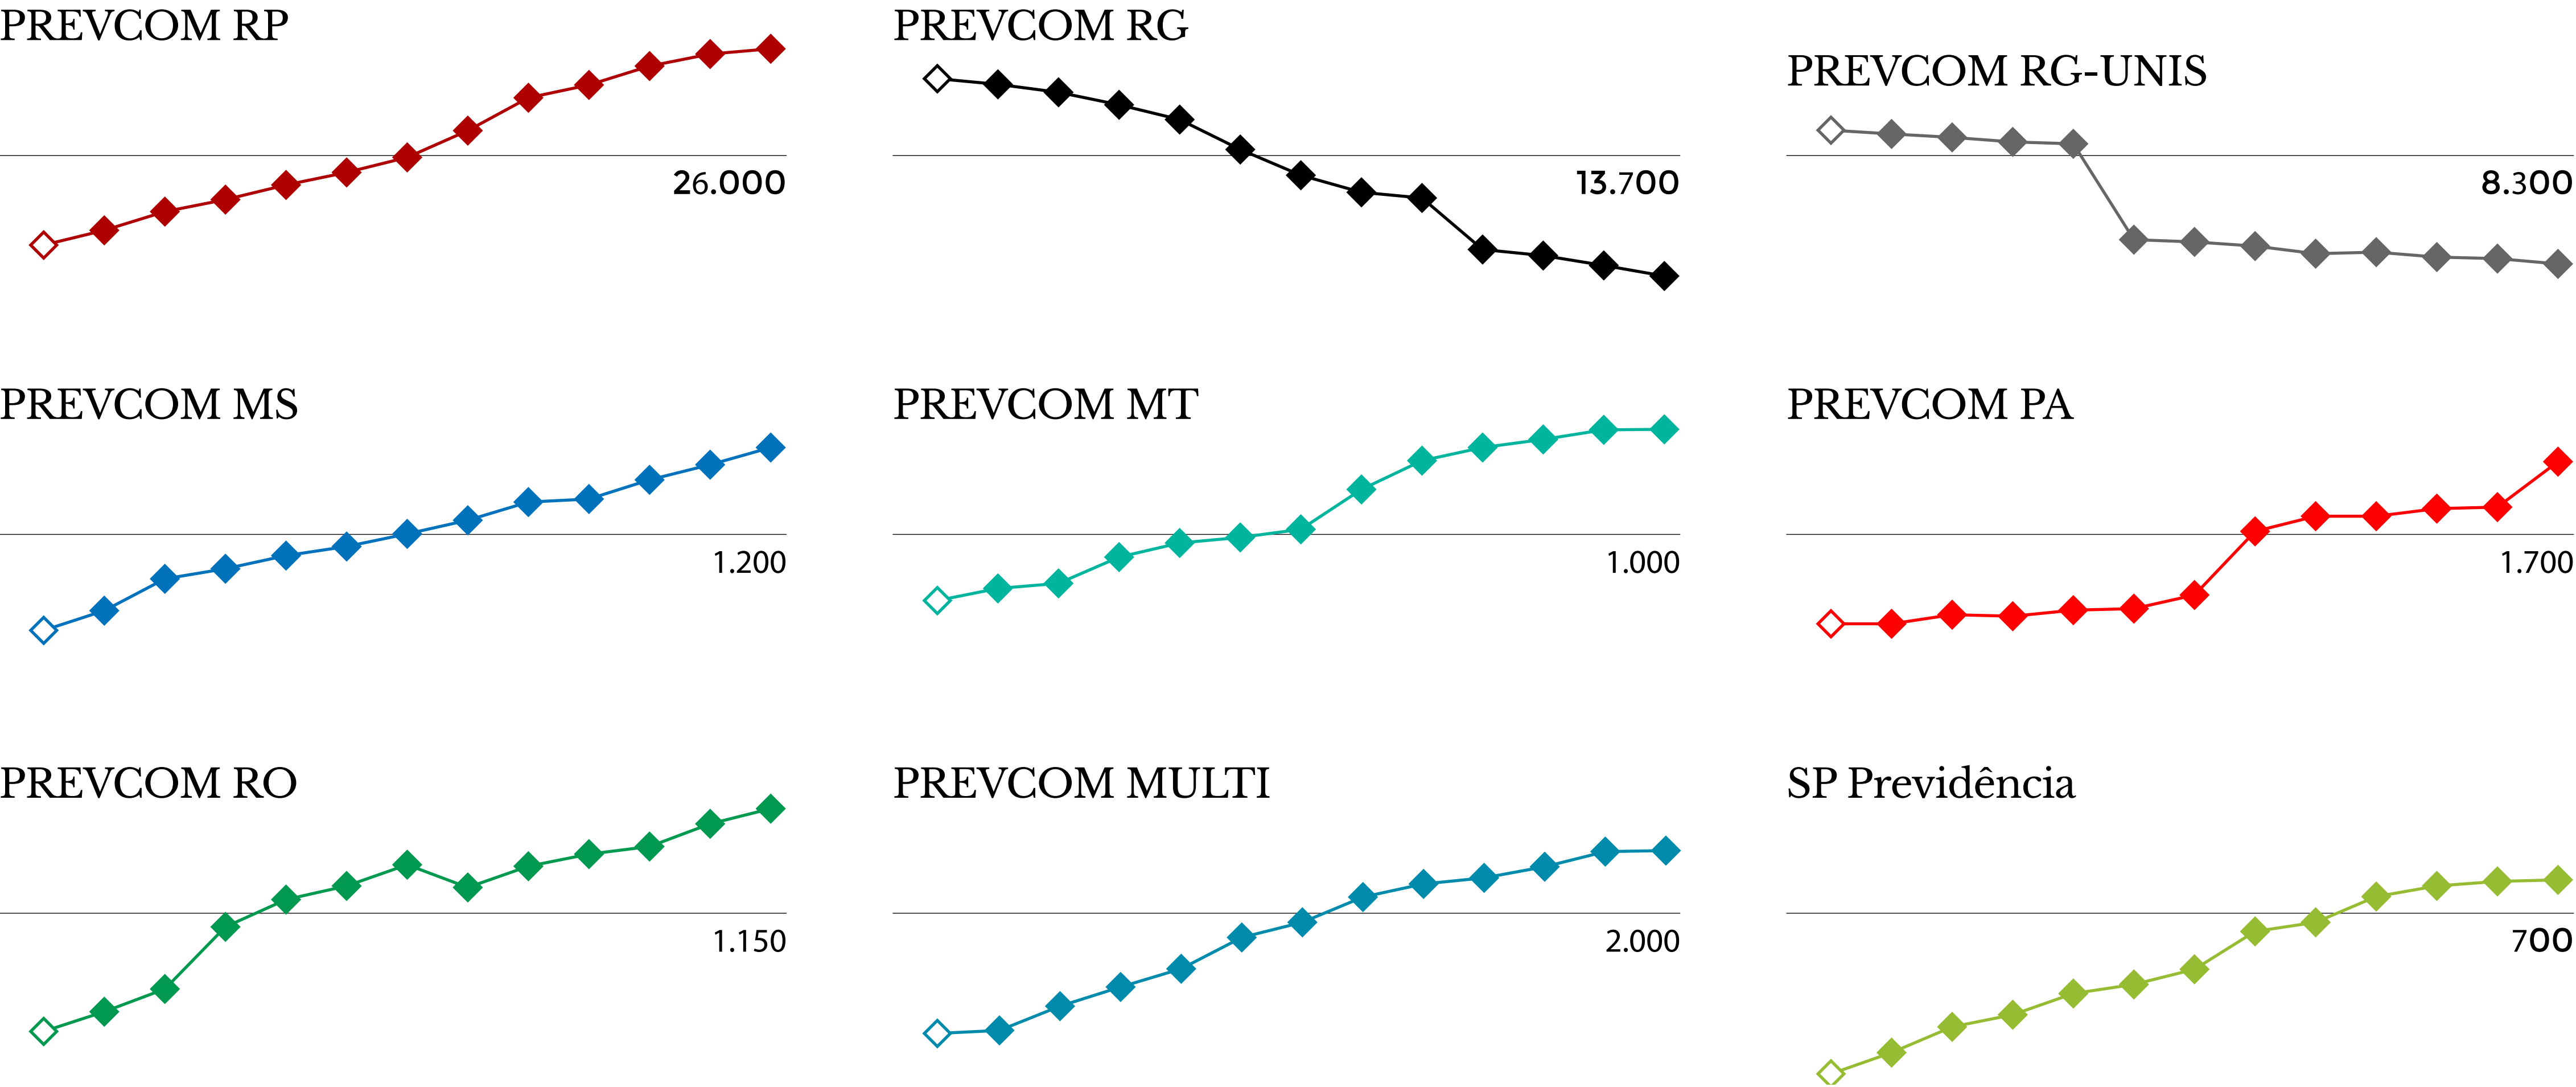 PREVCOM RP
26.000
PREVCOM RG
13.700
PREVCOM RG-UNIS
8.300
PREVCOM MS
1.200
PREVCOM MT
1.000
PREVCOM PA
1.700
PREVCOM RO
1.150
PREVCOM MULTI
2.000
SP Previdência
700